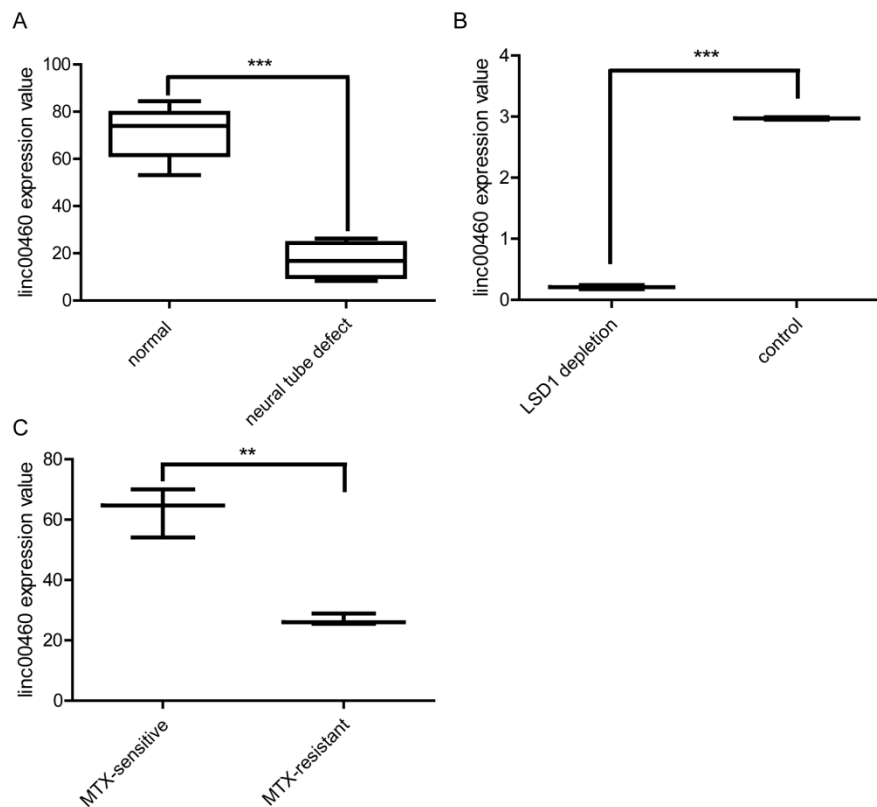 A
linc00460 expression value
100
80
60
40
20
0
***
normal
neural tube defect
B
linc00460 expression value
4
3
2
1
0
***
LSD1 depletion
control
C
linc00460 expression value
80
60
40
20
0
**
MTX-sensitive
MTX-resistant